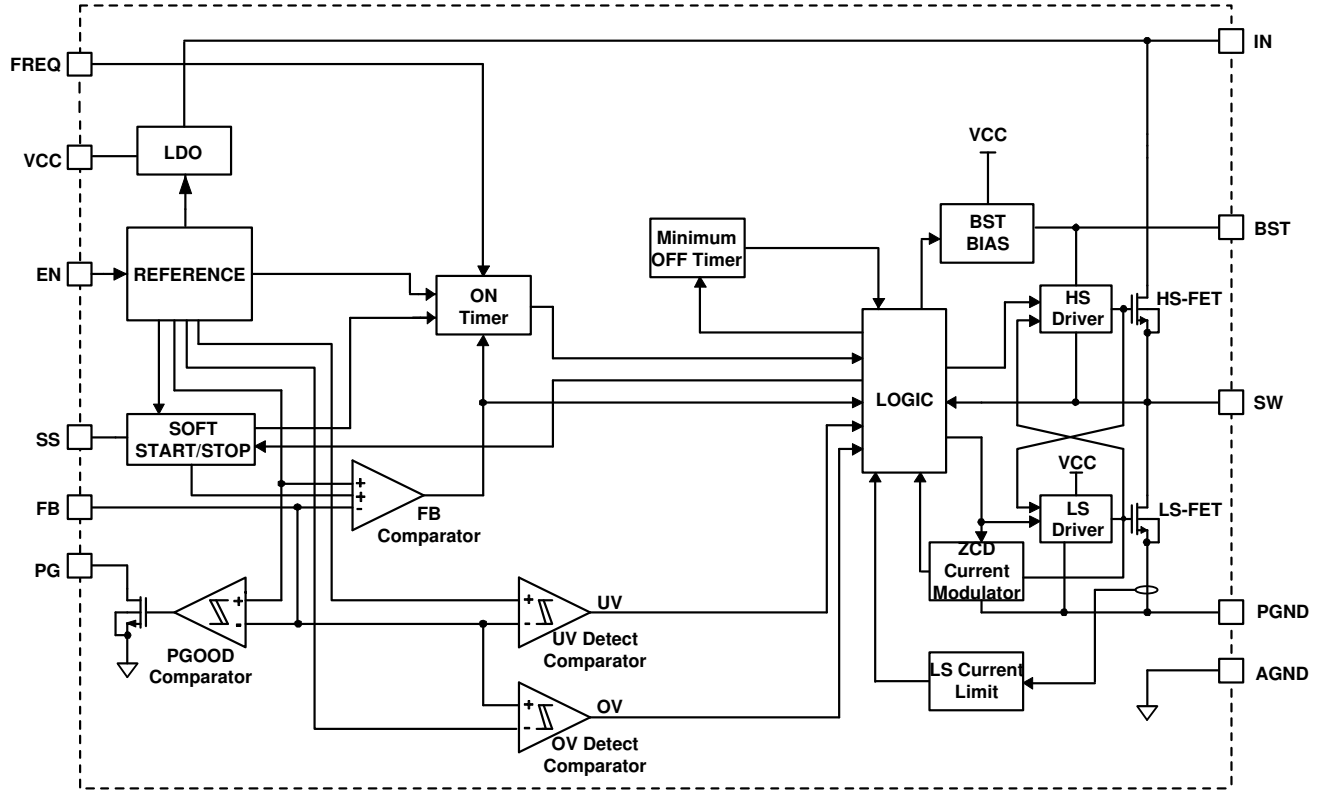 IN
FREQ
VCC
LDO
VCC
BST
BIAS
BST
Minimum
OFF Timer
EN
REFERENCE
ON
Timer
HS
Driver
HS-FET
LOGIC
SW
SS
SOFT
START/STOP
VCC
+
+
-
FB
FB
Comparator
LS
Driver
LS-FET
PG
ZCD
Current
Modulator
+
-
PGOOD
Comparator
+
-
UV
UV Detect
Comparator
PGND
LS Current
Limit
AGND
+
-
OV
OV Detect
Comparator